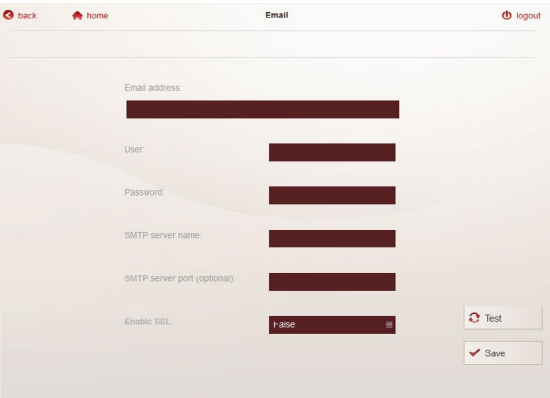 back
home
Email
logout
Email address:
User:
Password:
SMTP server name:
SMTP server port (optional):
Enable SSL:
False
Test
Save